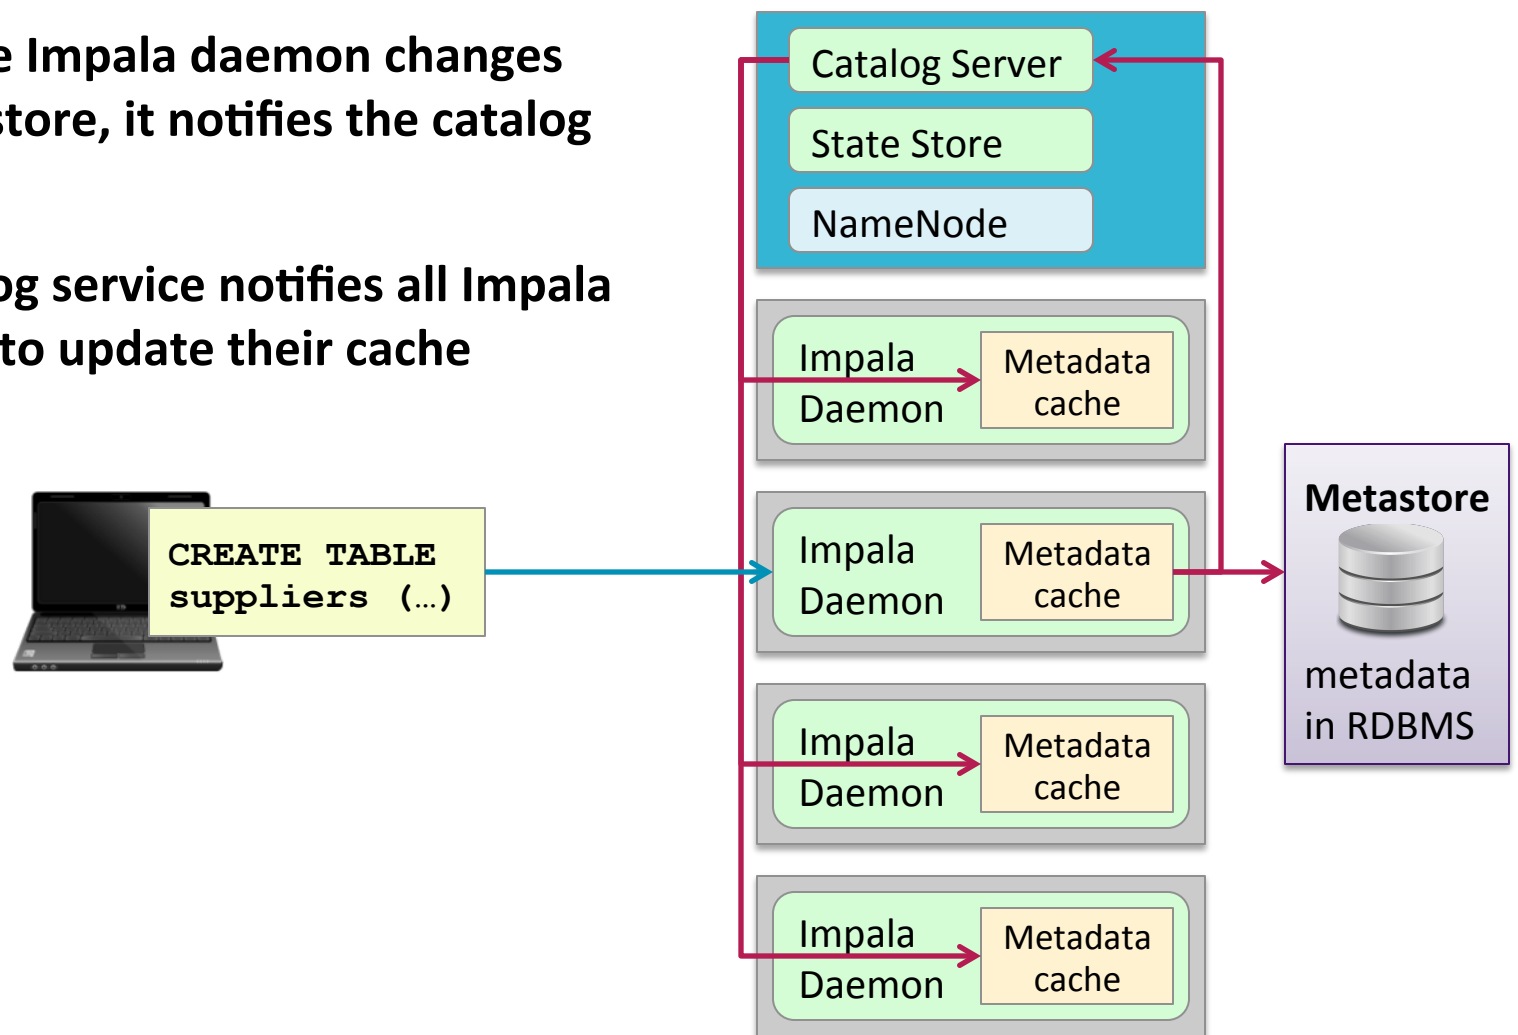 e Impala daemon changes
store, it notifies the catalog
og service notifies all Impala
to update their cache
CREATE TABLE
suppliers (…)
Catalog Server
State Store
NameNode
Impala
Daemon
Metadata
cache
Impala
Daemon
Metadata
cache
Impala
Daemon
Metadata
cache
Impala
Daemon
Metadata
cache
Metastore
metadata
in RDBMS